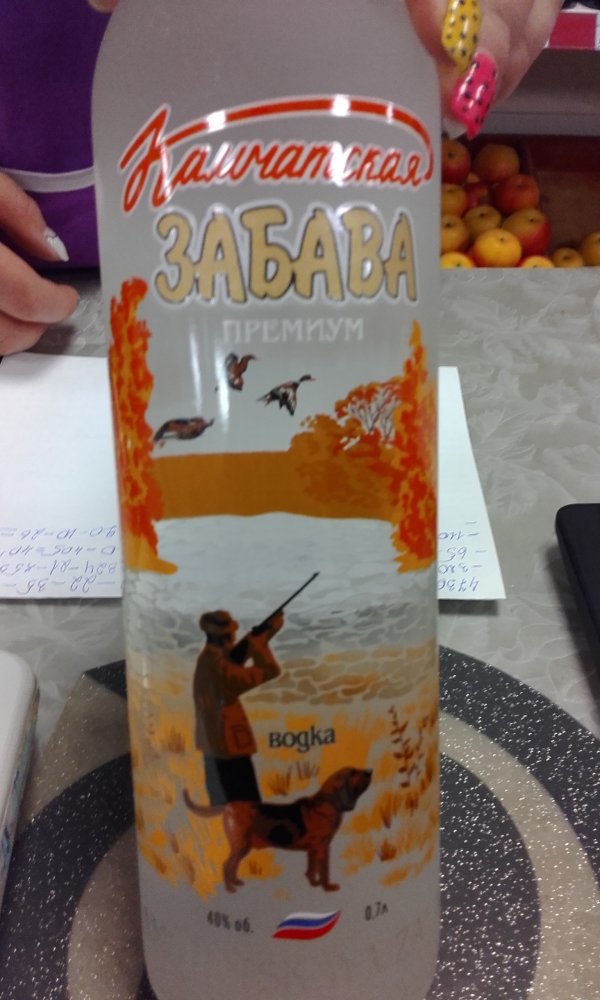 Камчатская
ЗАБАВА
ПРЕМИУМ
водка
40% об.
0.7л